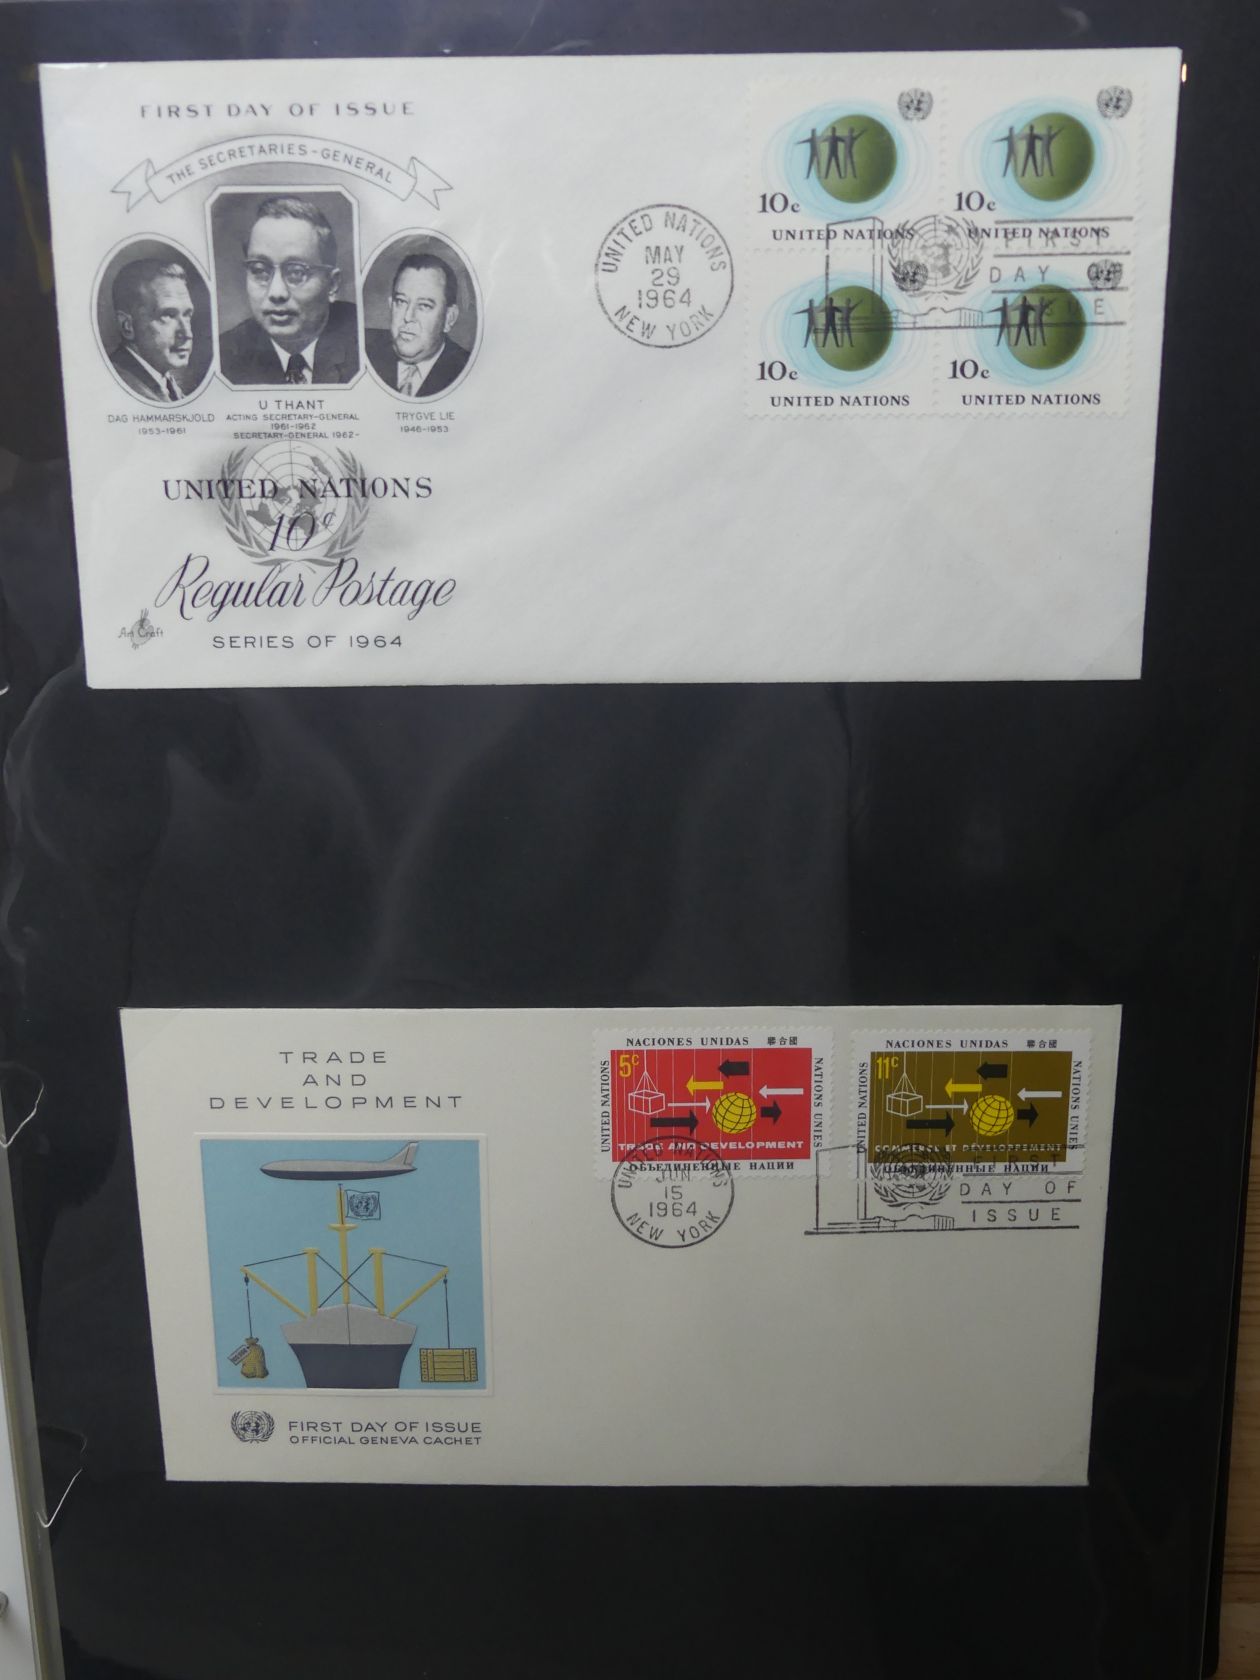 FIRST DAY OF ISSUE
THE SECRETARIES-GENERAL
DAG HAMMARSKJOLD
1953-1961
U THANT
ACTING SECRETARY-GENERAL
1961-1962
SECRETARY-GENERAL 1962-
TRYGVE LIE
1946-1953
UNITED NATIONS
10¢
Regular Postage
SERIES OF 1964
Art Craft
UNITED NATIONS
MAY
29
1964
NEW YORK
10c
UNITED NATIONS
10c
UNITED NATIONS
10c
UNITED NATIONS
10c
UNITED NATIONS
FIRST
DAY OF
ISSUE
TRADE
AND
DEVELOPMENT
FIRST DAY OF ISSUE
OFFICIAL GENEVA CACHET
NACIONES UNIDAS 聯合國
5c
UNITED NATIONS
NATIONS UNIES
TRADE AND DEVELOPMENT
ОБЪЕДИНЕННЫЕ НАЦИИ
NACIONES UNIDAS 聯合國
11c
UNITED NATIONS
NATIONS UNIES
COMMERCE ET DÉVELOPPEMENT
ОБЪЕДИНЕННЫЕ НАЦИИ
UNITED NATIONS
JUN
15
1964
NEW YORK
FIRST
DAY OF
ISSUE